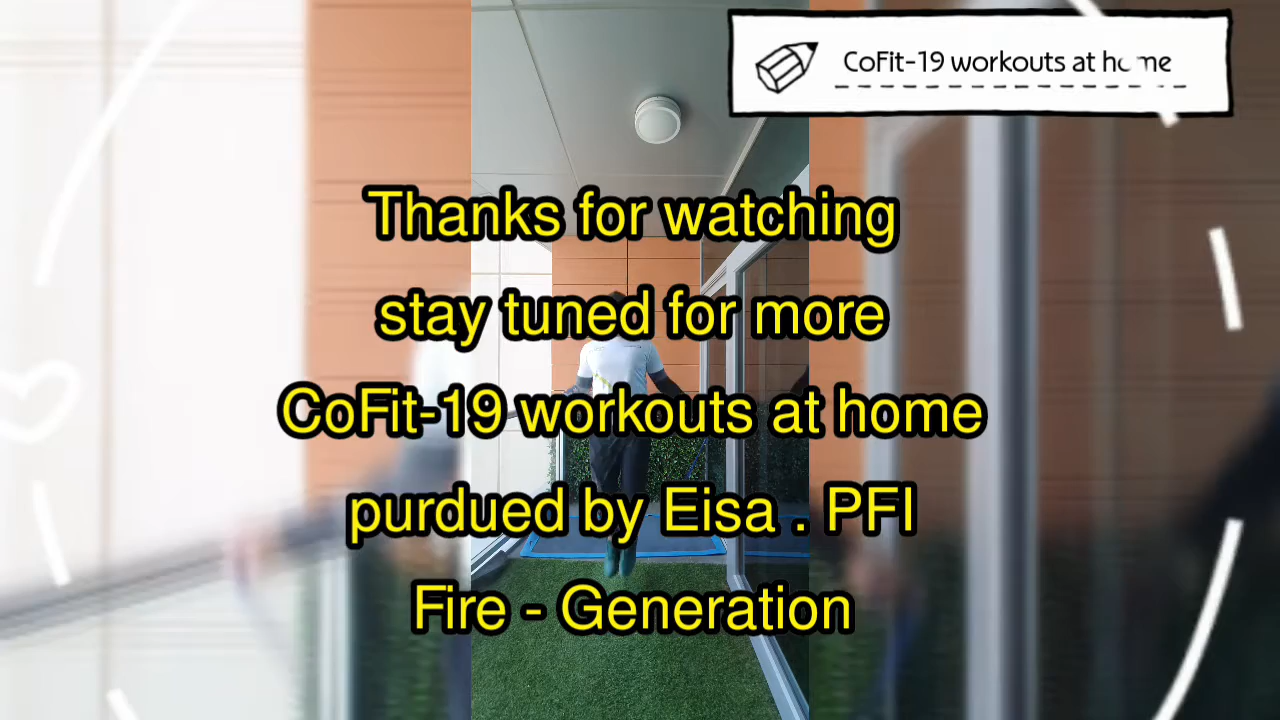 CoFit-19 workouts at home
Thanks for watching
stay tuned for more
CoFit-19 workouts at home
purdued by Eisa . PFI
Fire - Generation